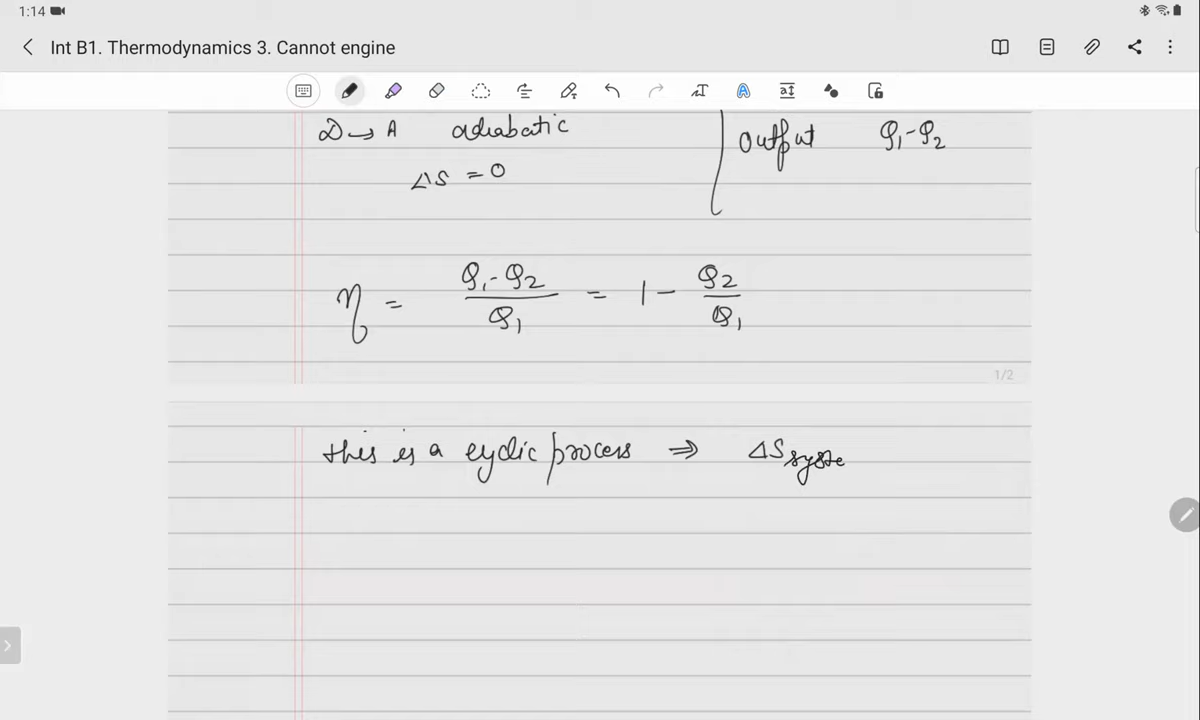 1:14
Int B1. Thermodynamics 3. Cannot engine
D → A adiabatic
ΔS = 0
output Q₁-Q₂
η = (Q₁-Q₂)/Q₁ = 1 - Q₂/Q₁
1/2
this is a cyclic process ⇒ ΔS syste